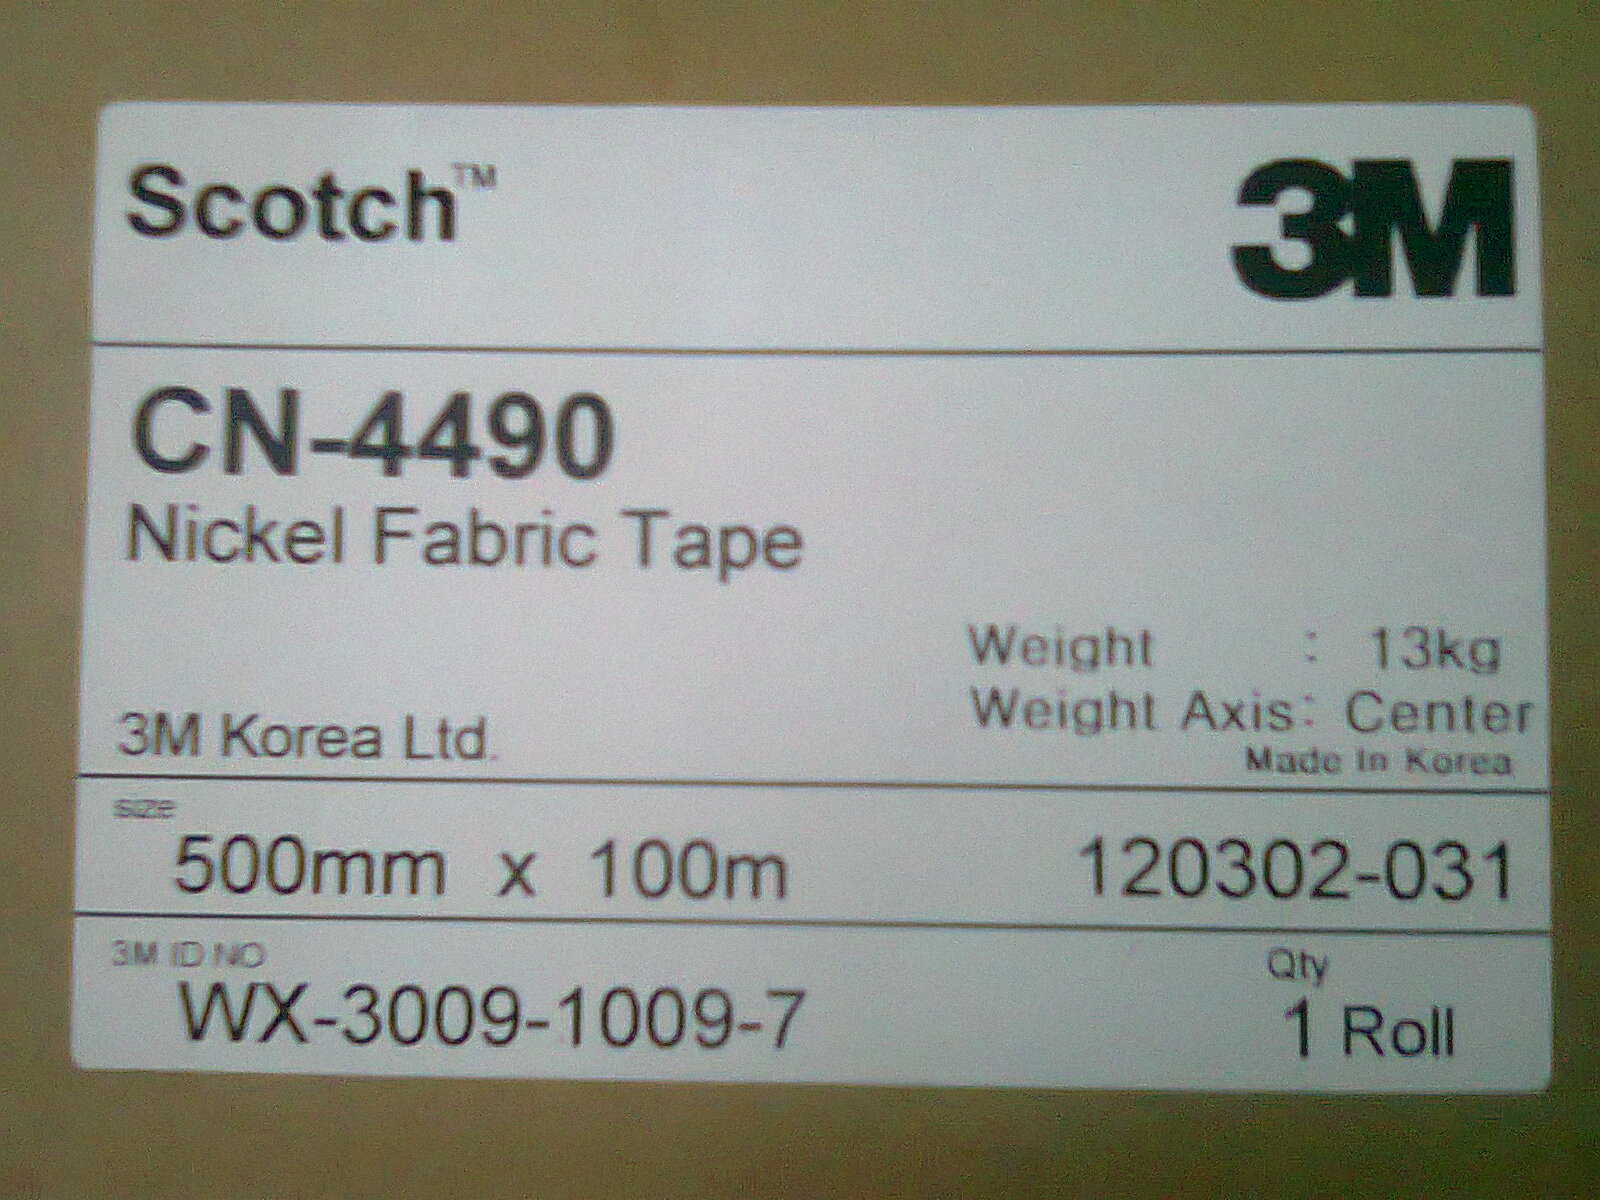 Scotch™ 3M
CN-4490
Nickel Fabric Tape
Weight : 13kg
Weight Axis: Center
3M Korea Ltd.
Made In Korea
size
500mm x 100m 120302-031
3M ID NO Qty
WX-3009-1009-7 1 Roll